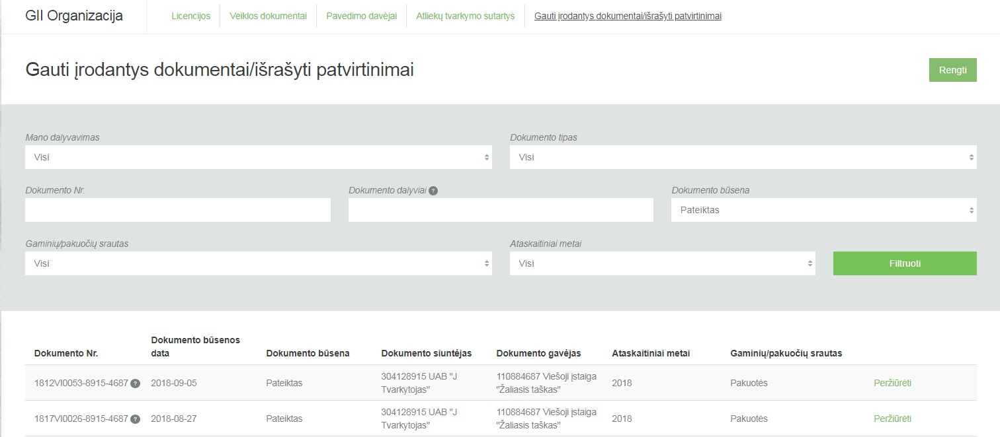 GII Organizacija
Licencijos
Veiklos dokumentai
Pavedimo davėjai
Atliekų tvarkymo sutartys
Gauti įrodantys dokumentai/išrašyti patvirtinimai
Gauti įrodantys dokumentai/išrašyti patvirtinimai
Rengti
Mano dalyvavimas
Dokumento tipas
Visi
Visi
Dokumento Nr.
Dokumento dalyviai ?
Dokumento būsena
Pateiktas
Gaminių/pakuočių srautas
Ataskaitiniai metai
Visi
Visi
Filtruoti
Dokumento Nr.
Dokumento būsenos
data
Dokumento būsena
Dokumento siuntėjas
Dokumento gavėjas
Ataskaitiniai metai
Gaminių/pakuočių srautas
1812VI0053-8915-4687 ?
2018-09-05
Pateiktas
304128915 UAB "J
Tvarkytojas"
110884687 Viešoji įstaiga
"Žaliasis taškas"
2018
Pakuotės
Peržiūrėti
1817VI0026-8915-4687 ?
2018-08-27
Pateiktas
304128915 UAB "J
Tvarkytojas"
110884687 Viešoji įstaiga
"Žaliasis taškas"
2018
Pakuotės
Peržiūrėti